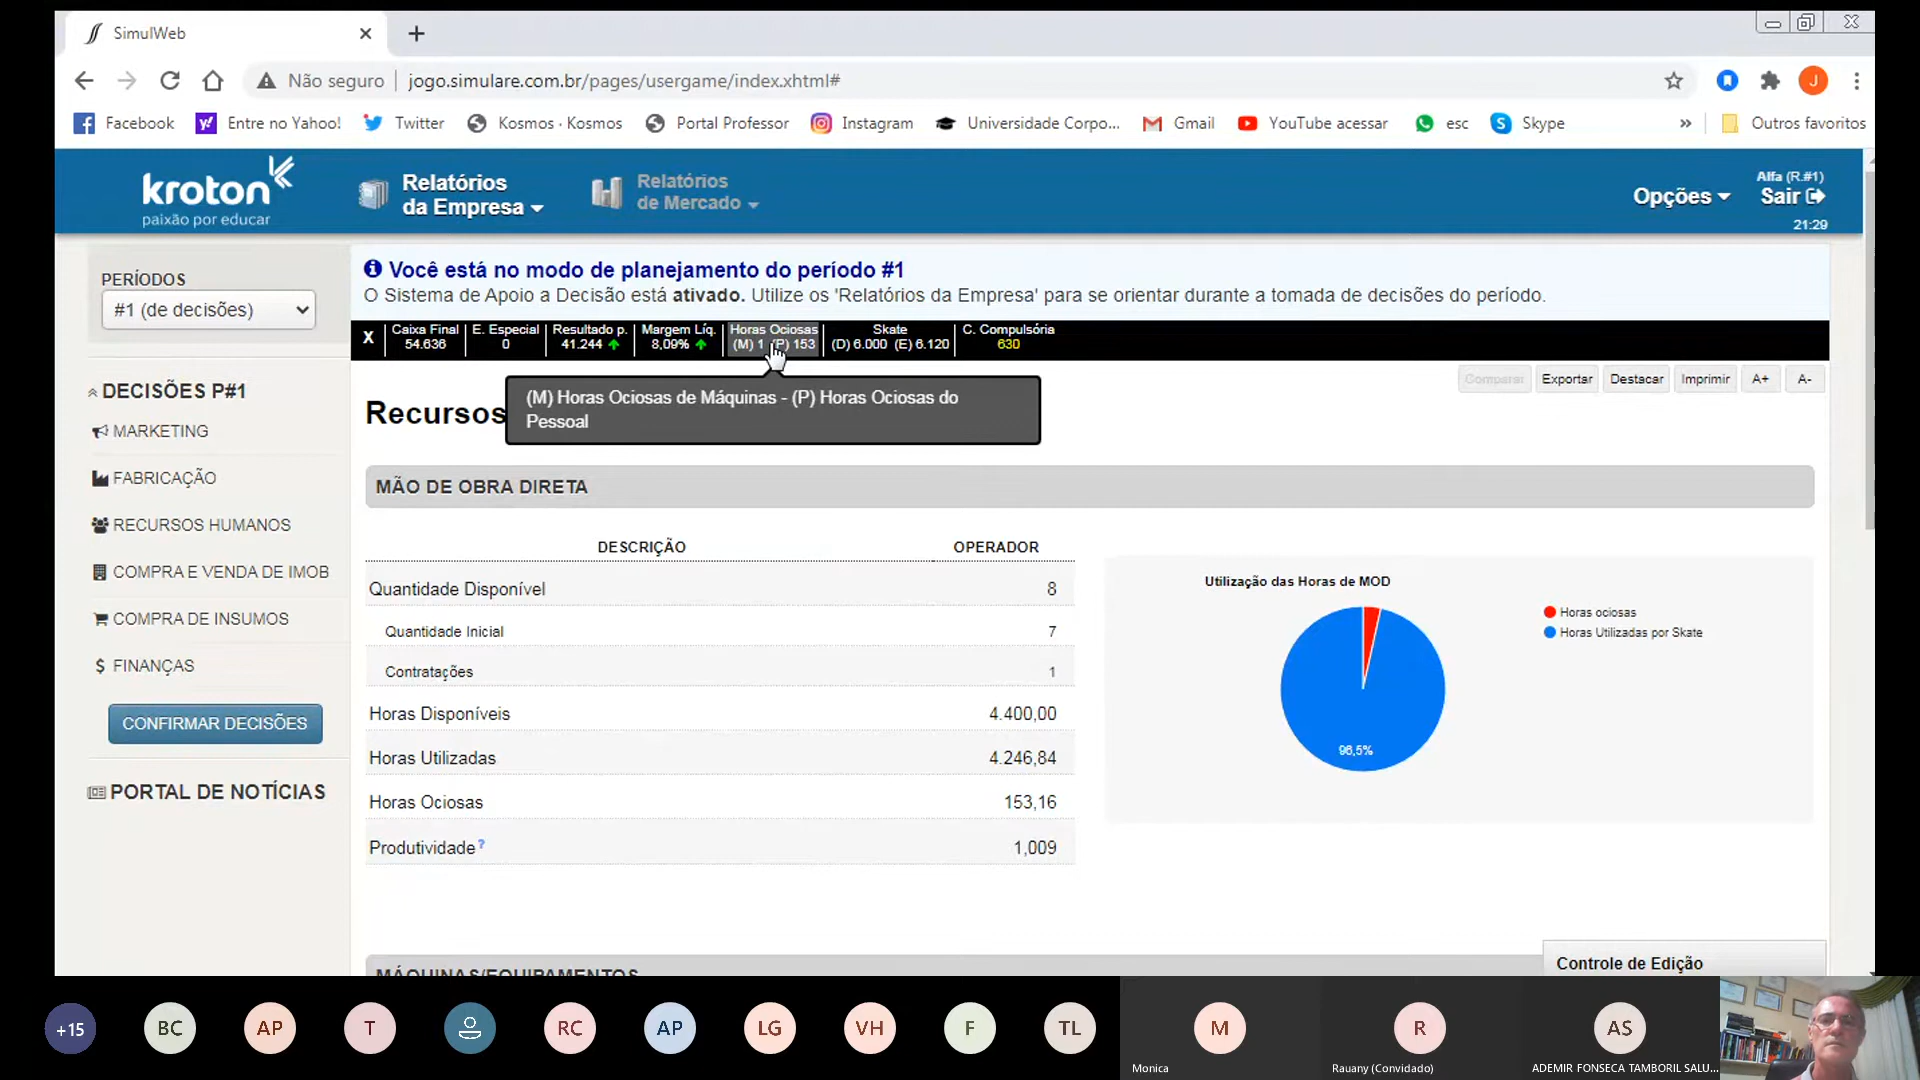 SimulWeb
Não seguro
jogo.simulare.com.br/pages/usergame/index.xhtml#
J
Facebook
Entre no Yahoo!
Twitter
Kosmos · Kosmos
Portal Professor
Instagram
Universidade Corpo...
Gmail
YouTube acessar
esc
Skype
»
Outros favoritos
kroton
paixão por educar
Relatórios
da Empresa
Relatórios
de Mercado
Opções
Alfa (R.#1)
Sair
21:29
PERÍODOS
#1 (de decisões)
DECISÕES P#1
MARKETING
FABRICAÇÃO
RECURSOS HUMANOS
COMPRA E VENDA DE IMOB
COMPRA DE INSUMOS
$ FINANÇAS
CONFIRMAR DECISÕES
PORTAL DE NOTÍCIAS
Você está no modo de planejamento do período #1
O Sistema de Apoio a Decisão está ativado. Utilize os 'Relatórios da Empresa' para se orientar durante a tomada de decisões do período.
X
Caixa Final
54.636
E. Especial
0
Resultado p.
41.244
Margem Líq.
8,09%
Horas Ociosas
(M) 1 (P) 153
Skate
(D) 6.000 (E) 6.120
C. Compulsória
630
(M) Horas Ociosas de Máquinas - (P) Horas Ociosas do
Pessoal
Comparar
Exportar
Destacar
Imprimir
A+
A-
Recursos
MÃO DE OBRA DIRETA
DESCRIÇÃO OPERADOR
Quantidade Disponível 8
Quantidade Inicial 7
Contratações 1
Horas Disponíveis 4.400,00
Horas Utilizadas 4.246,84
Horas Ociosas 153,16
Produtividade ? 1,009
Utilização das Horas de MOD
Horas ociosas
Horas Utilizadas por Skate
96,5%
MÁQUINAS/EQUIPAMENTOS
Controle de Edição
+15
BC
AP
T
RC
AP
LG
VH
F
TL
M
Monica
R
Rauany (Convidado)
AS
ADEMIR FONSECA TAMBORIL SALU...